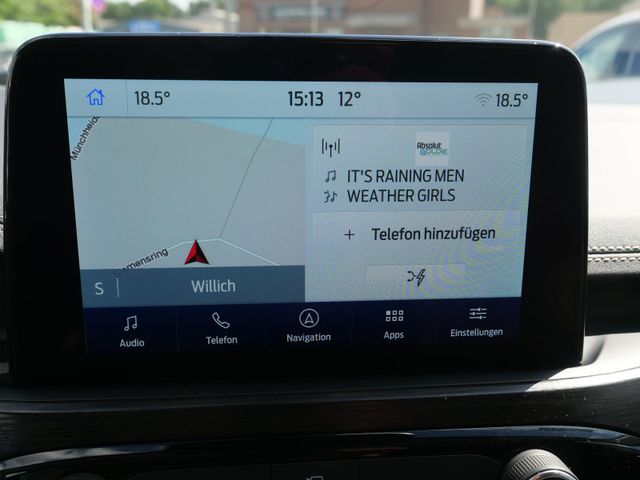 18.5°
15:13 12°
18.5°
Münchheide
Absolut
OLDIE
IT'S RAINING MEN
WEATHER GIRLS
+ Telefon hinzufügen
Siemensring
S
Willich
Audio
Telefon
Navigation
Apps
Einstellungen